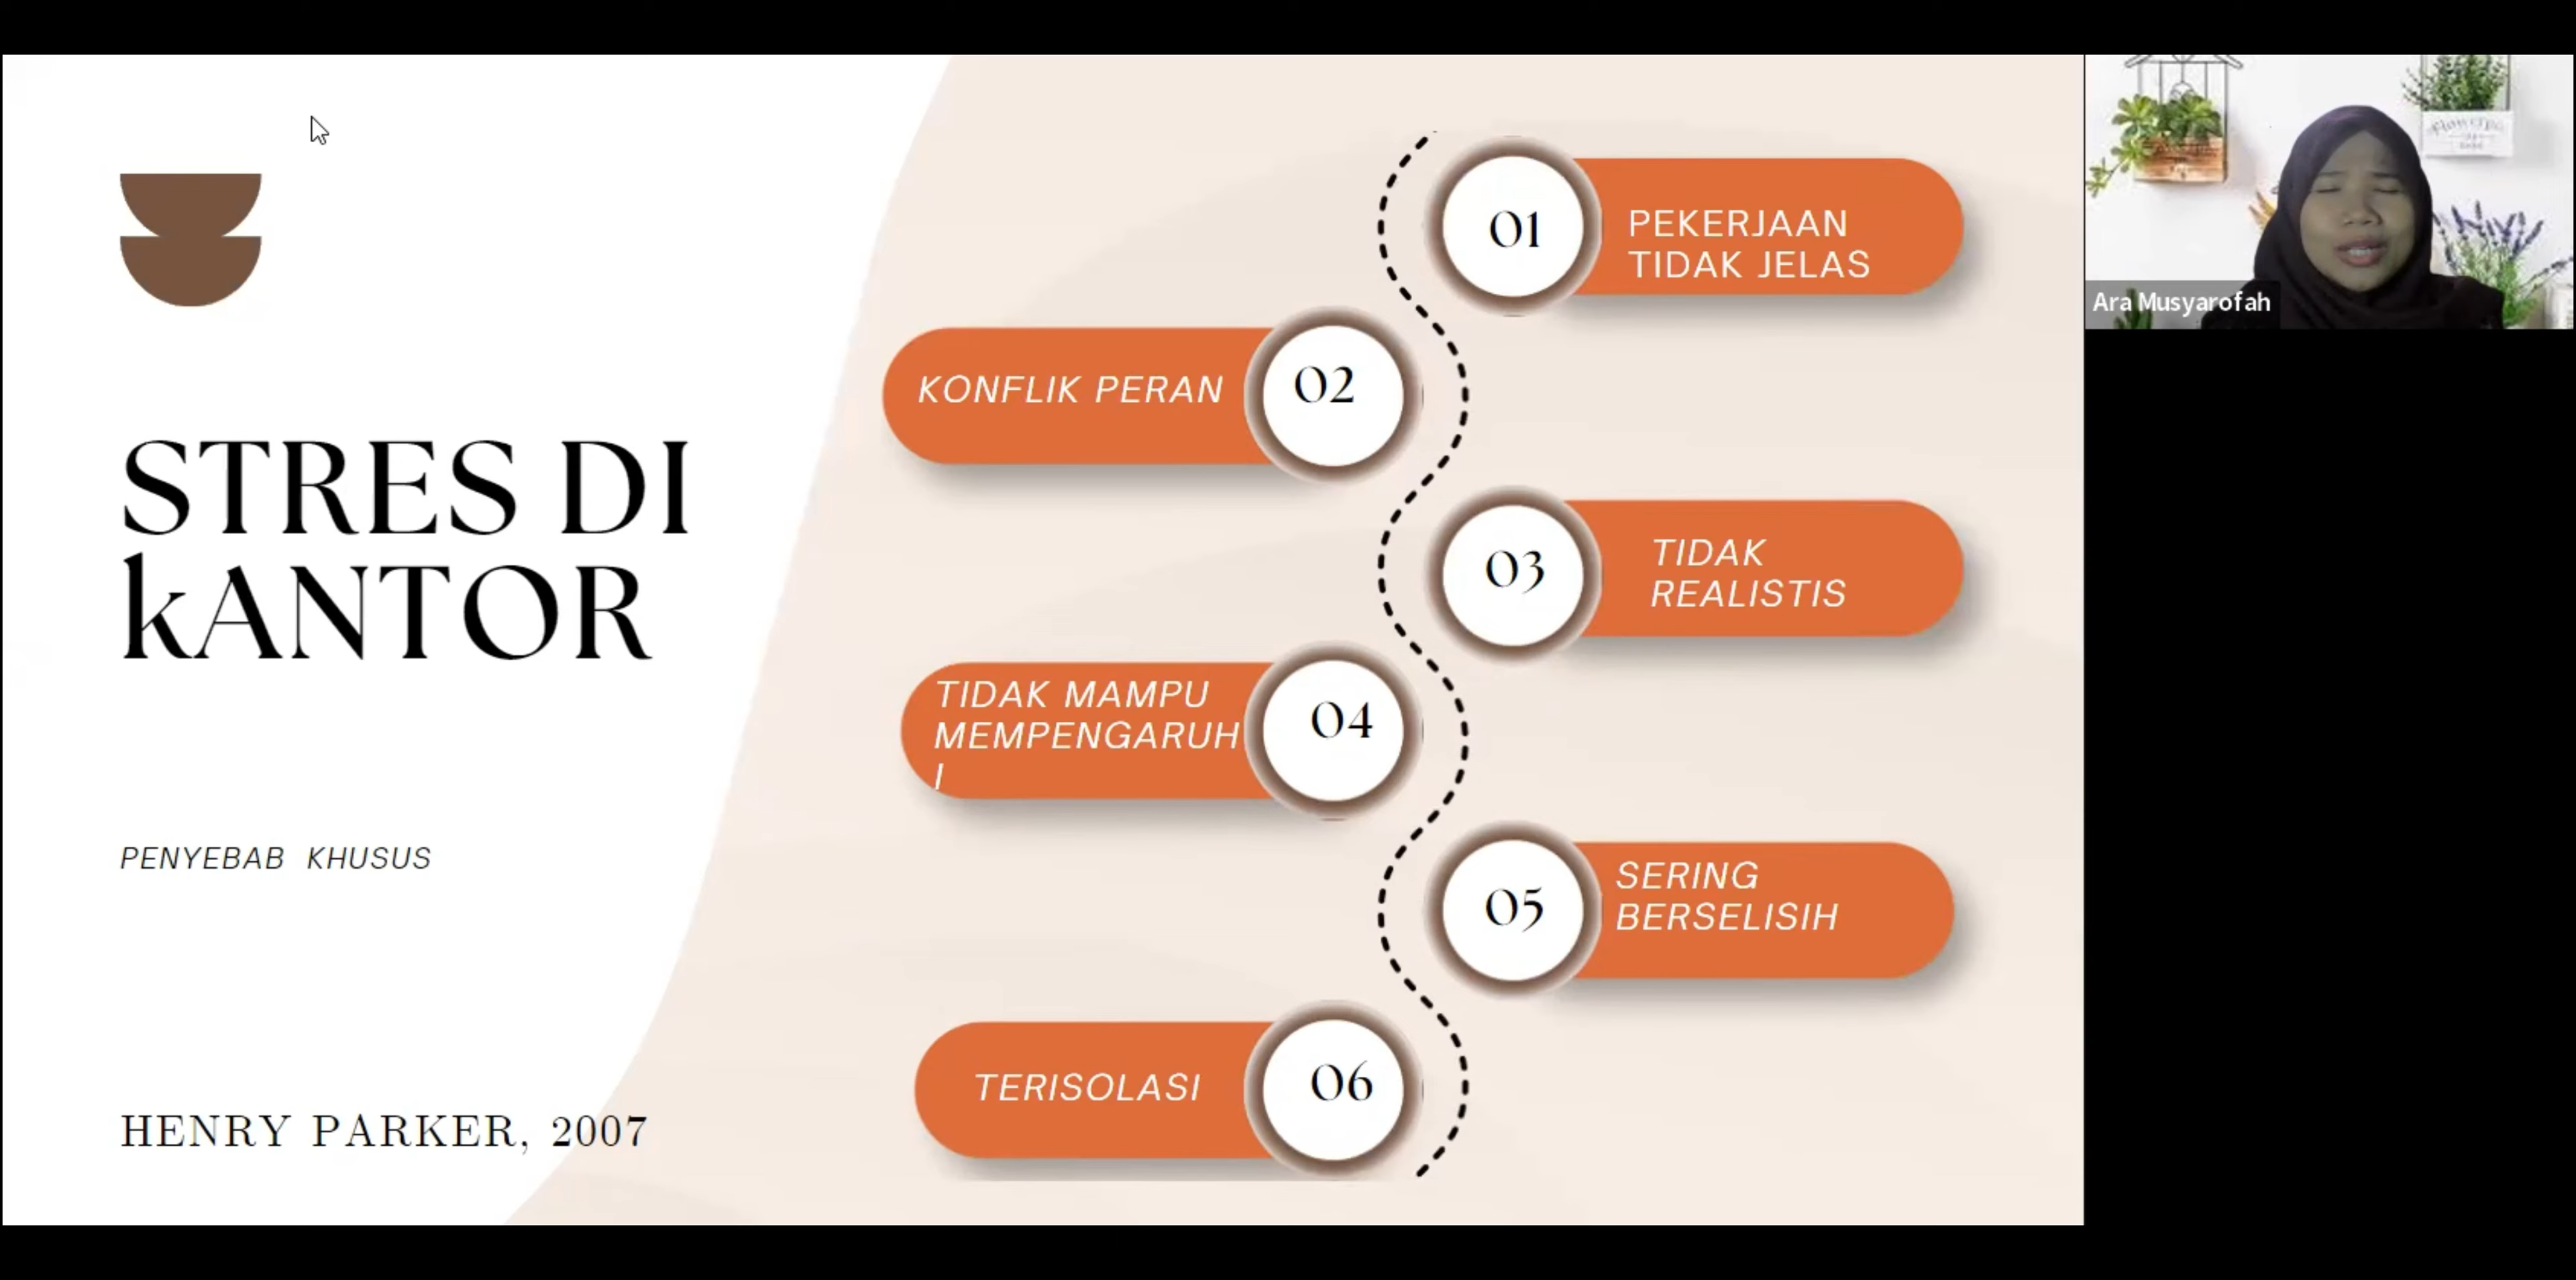 STRES DI
kANTOR
PENYEBAB KHUSUS
HENRY PARKER, 2007
01
PEKERJAAN
TIDAK JELAS
KONFLIK PERAN
02
03
TIDAK
REALISTIS
TIDAK MAMPU
MEMPENGARUH
I
04
05
SERING
BERSELISIH
TERISOLASI
06
Ara Musyarofah